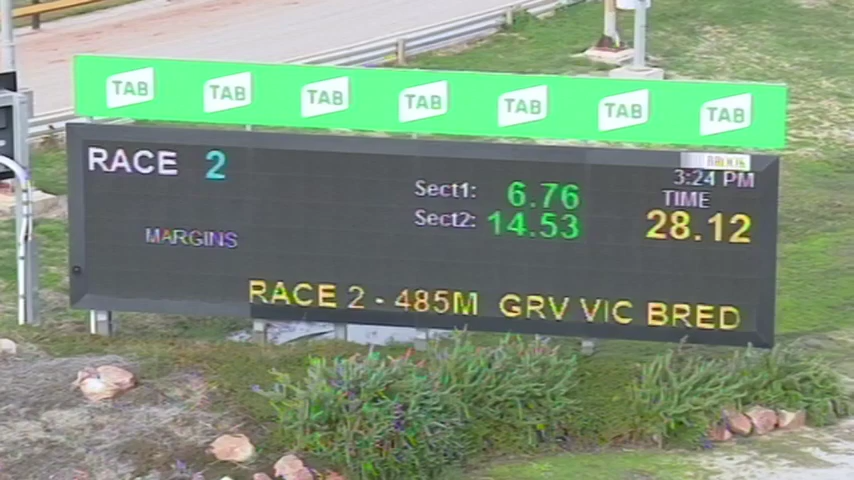 TAB TAB TAB TAB TAB TAB TAB
RACE 2
3:24 PM
Sect1: 6.76
TIME
Sect2: 14.53
28.12
MARGINS
RACE 2 - 485M GRV VIC BRED